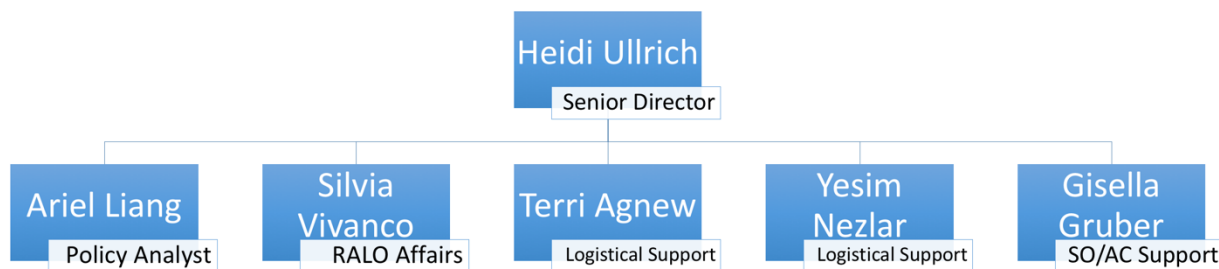 Heidi Ullrich
Senior Director
Ariel Liang
Policy Analyst
Silvia
Vivanco
RALO Affairs
Terri Agnew
Logistical Support
Yesim
Nezlar
Logistical Support
Gisella
Gruber
SO/AC Support